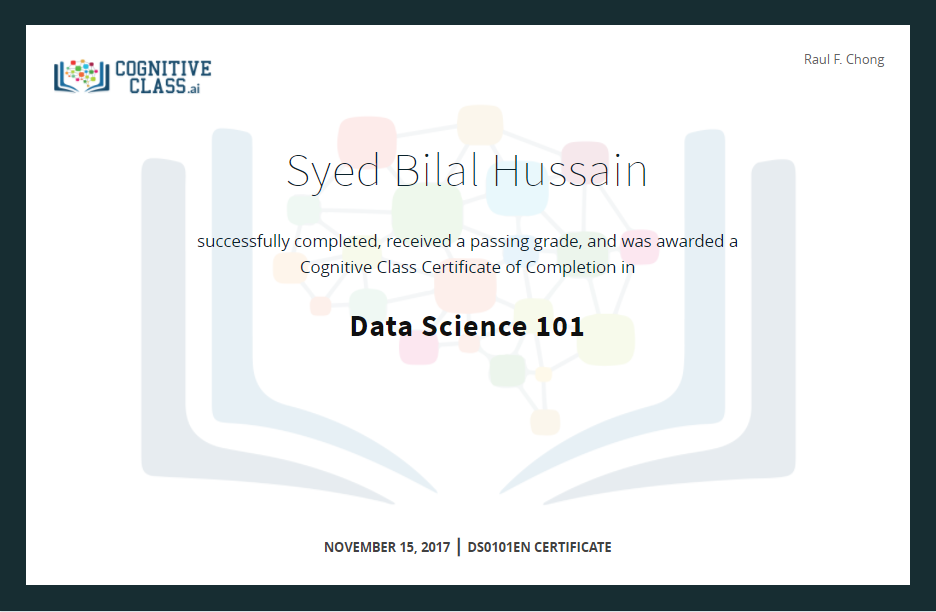 COGNITIVE
CLASS.ai
Raul F. Chong
Syed Bilal Hussain
successfully completed, received a passing grade, and was awarded a
Cognitive Class Certificate of Completion in
Data Science 101
NOVEMBER 15, 2017 | DS0101EN CERTIFICATE